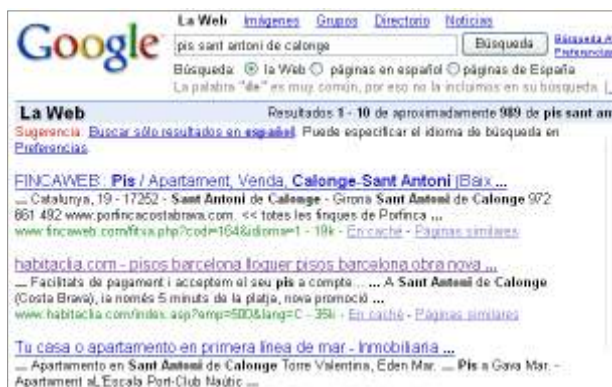 Google
La Web Imágenes Grupos Directorio Noticias
pis sant antoni de calonge Búsqueda Búsqueda A
Preferencias
Búsqueda: la Web páginas en español páginas de España
La palabra "de" es muy común, por eso no la incluimos en su búsqueda. [
La Web Resultados 1 - 10 de aproximadamente 989 de pis sant an
Sugerencia: Buscar sólo resultados en español. Puede especificar el idioma de búsqueda en
Preferencias.
FINCAWEB : Pis / Apartament, Venda, Calonge-Sant Antoni (Baix ...
... Catalunya, 19 - 17252 - Sant Antoni de Calonge - Girona Sant Antoni de Calonge 972
661 492 www.porfincacostabrava.com. << totes les finques de Porfinca ...
www.fincaweb.com/fitxa.php?codi=164&idioma=1 - 19k - En caché - Páginas similares
habitaclia.com - pisos barcelona lloguer pisos barcelona obra nova ...
... Facilitats de pagament i acceptem el seu pis a compte ... ... A Sant Antoni de Calonge
(Costa Brava), ia només 5 minuts de la platja, nova promoció ...
www.habitaclia.com/index.asp?emp=500&lang=C - 35k - En caché - Páginas similares
Tu casa o apartamento en primera línea de mar - Inmobiliaria ...
... Apartamento en Sant Antoni de Calonge Torre Valentina, Eden Mar. ... Pis a Gava Mar. -
Apartament aL'Escala Port-Club Naùtic ...